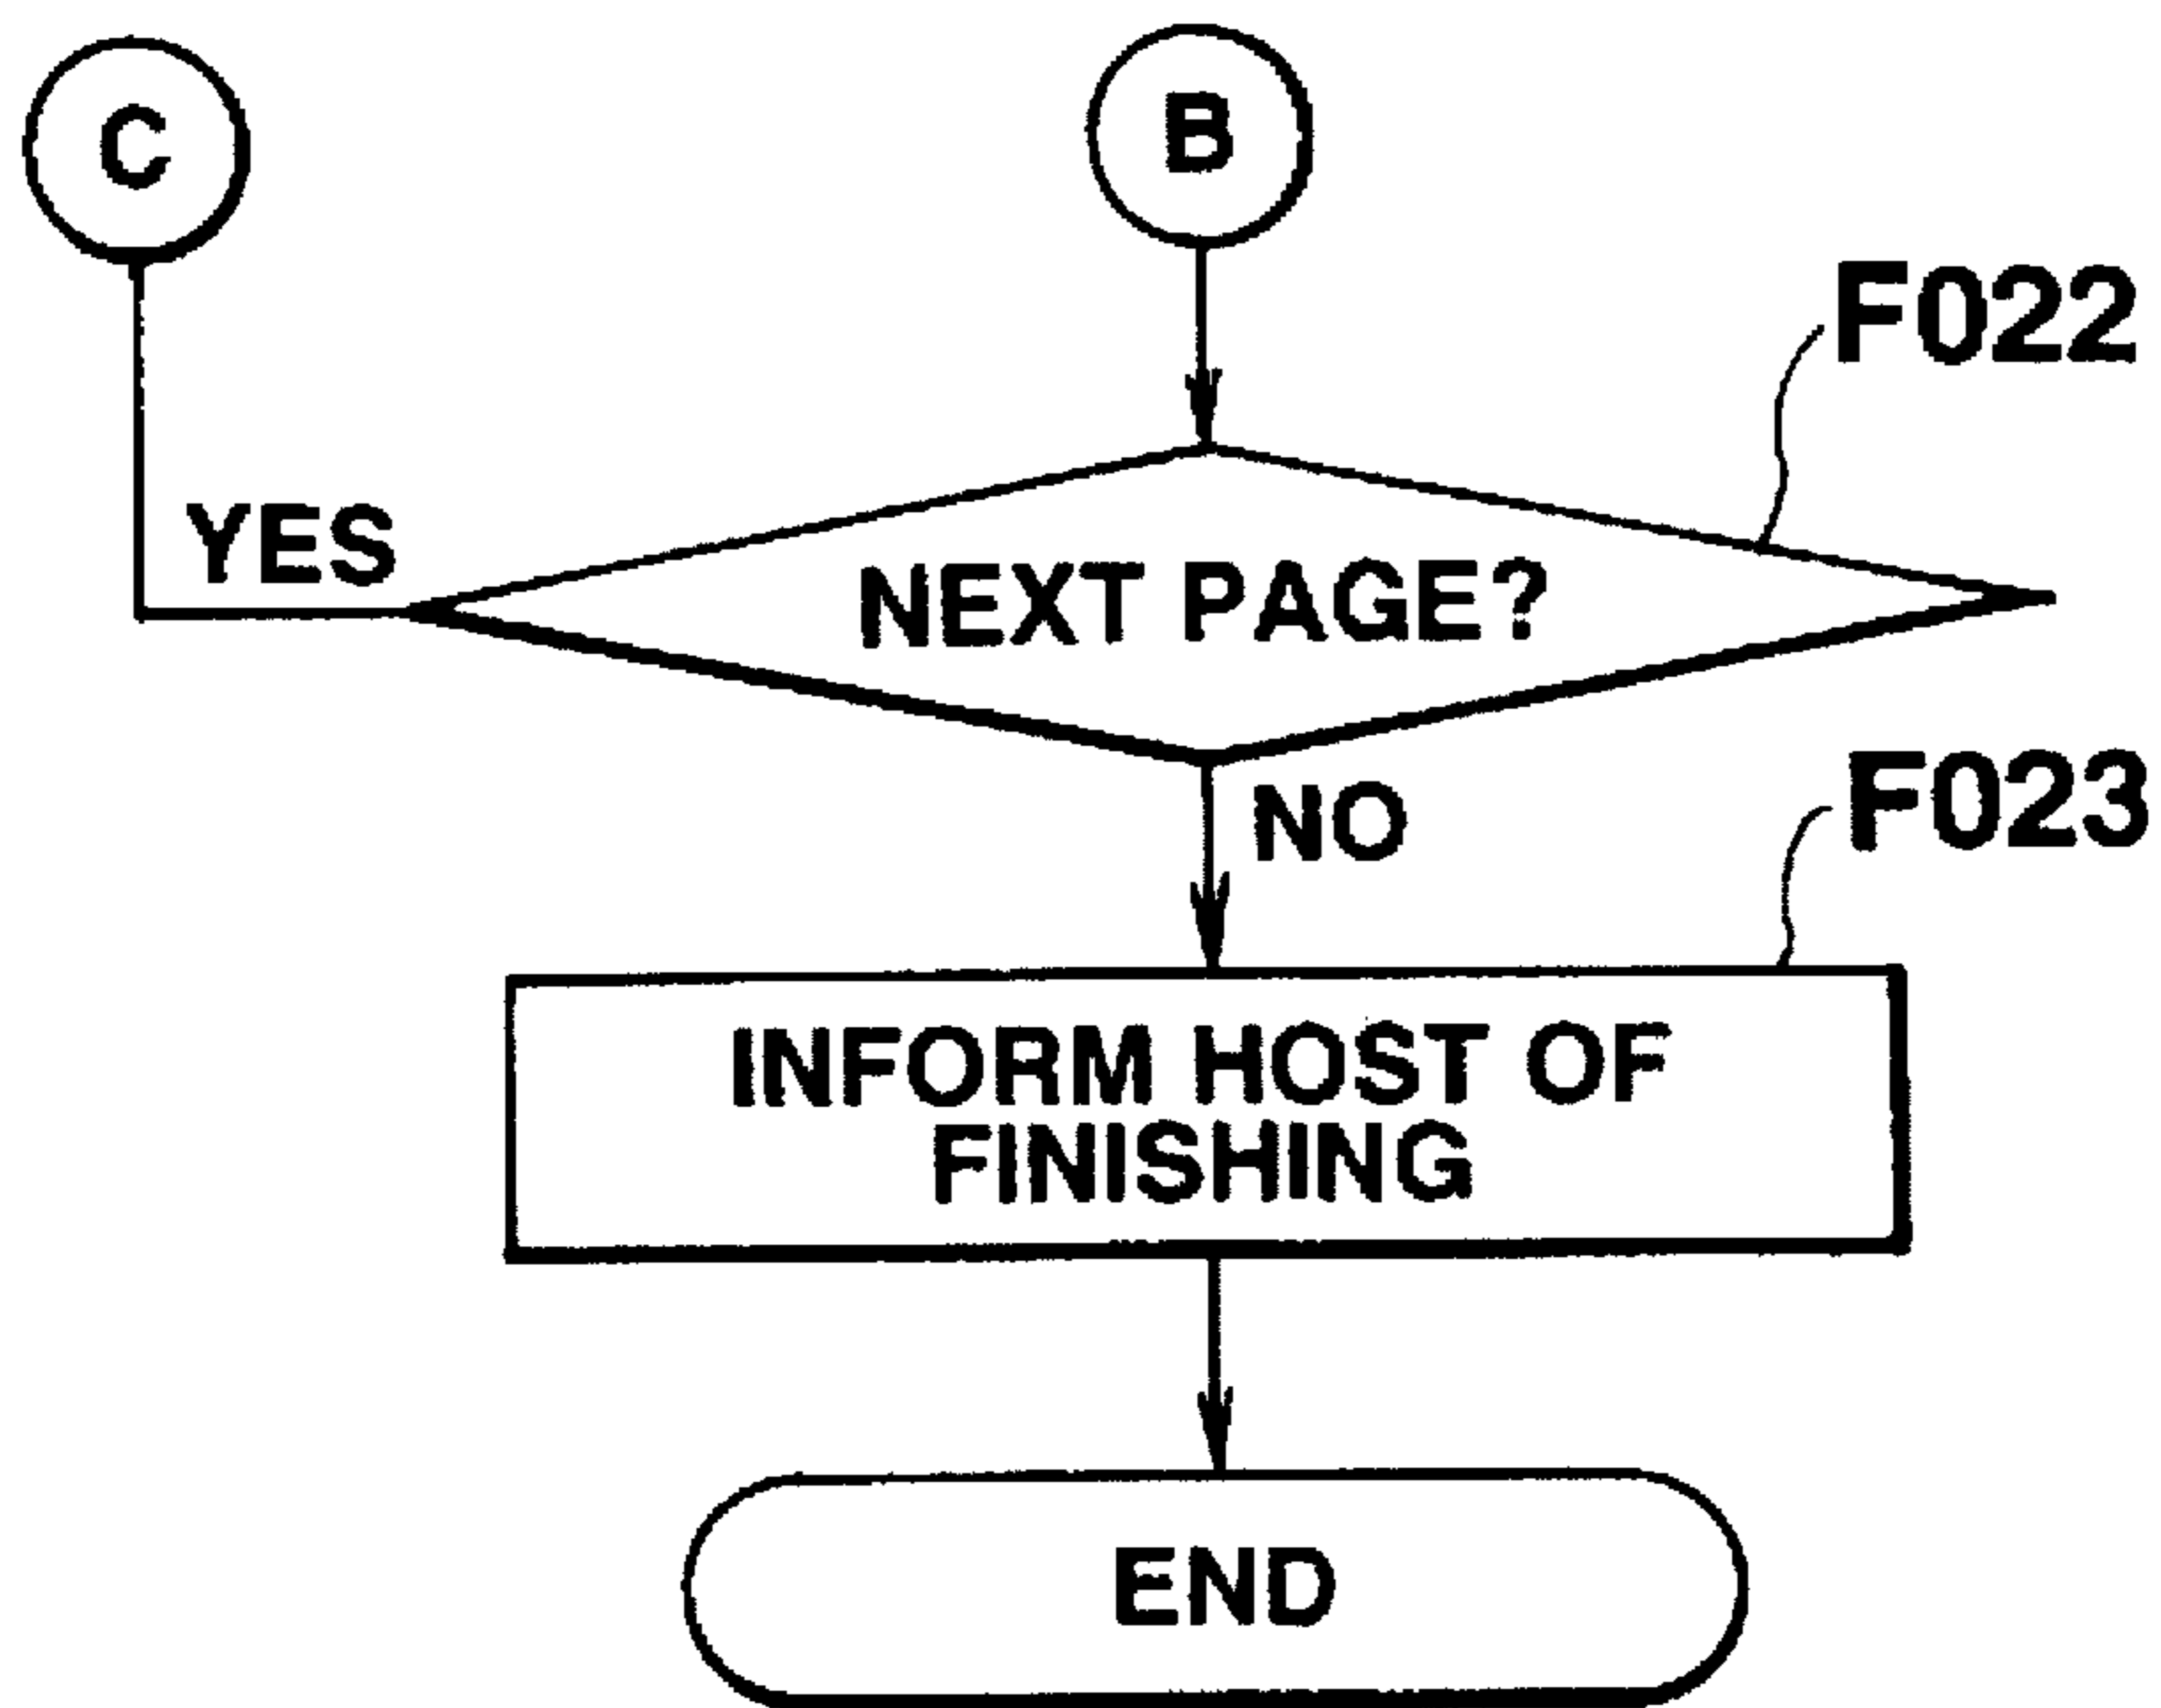 C
B
F022
YES
NEXT PAGE?
NO
F023
INFORM HOST OF
FINISHING
END